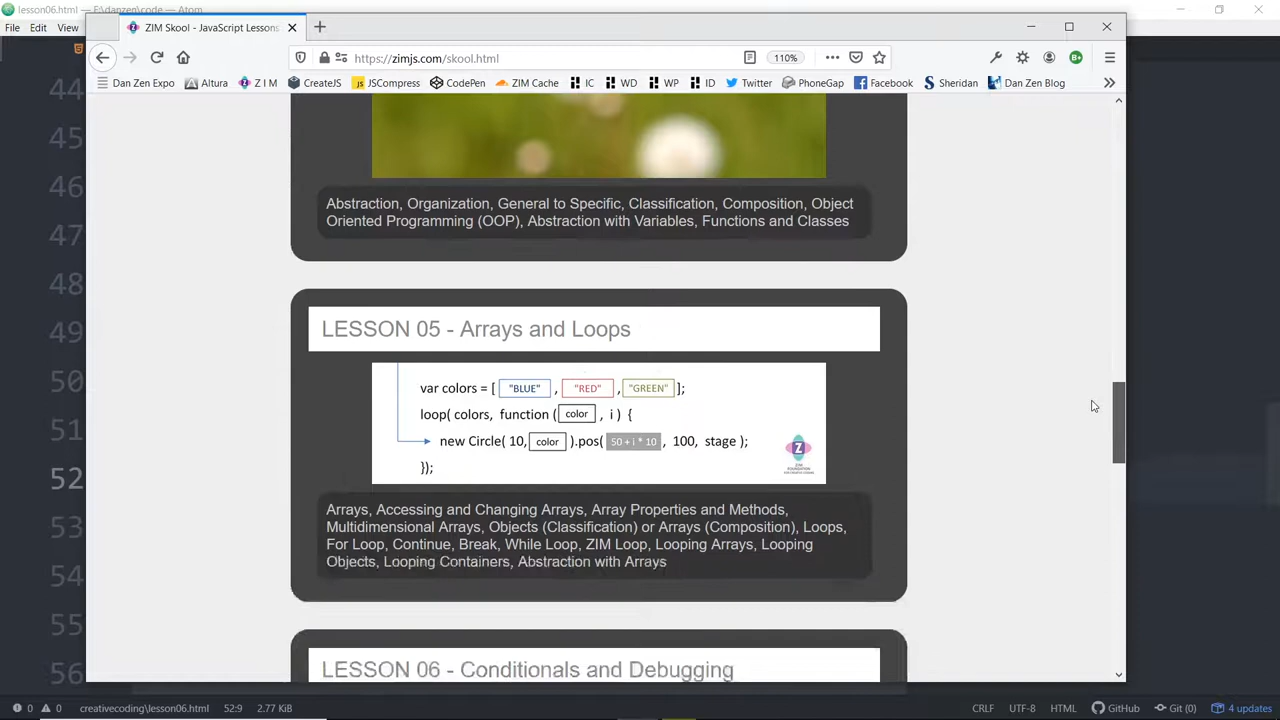 lesson06.html
File Edit View
ZIM Skool - JavaScript Lessons
https://zimjs.com/skool.html
110%
Dan Zen Expo
Altura
Z I M
CreateJS
JSCompress
CodePen
ZIM Cache
IC
WD
WP
ID
Twitter
PhoneGap
Facebook
Sheridan
Dan Zen Blog
44
45
46
47
48
49
50
51
52
53
54
55
56
Abstraction, Organization, General to Specific, Classification, Composition, Object
Oriented Programming (OOP), Abstraction with Variables, Functions and Classes
LESSON 05 - Arrays and Loops
var colors = [ "BLUE" , "RED" , "GREEN" ];
loop( colors, function ( color , i ) {
new Circle( 10, color ).pos( 50 + i * 10 , 100, stage );
});
Arrays, Accessing and Changing Arrays, Array Properties and Methods,
Multidimensional Arrays, Objects (Classification) or Arrays (Composition), Loops,
For Loop, Continue, Break, While Loop, ZIM Loop, Looping Arrays, Looping
Objects, Looping Containers, Abstraction with Arrays
LESSON 06 - Conditionals and Debugging
0 0 creativecoding\lesson06.html 52:9 2.77 KiB CRLF UTF-8 HTML GitHub Git (0) 4 updates